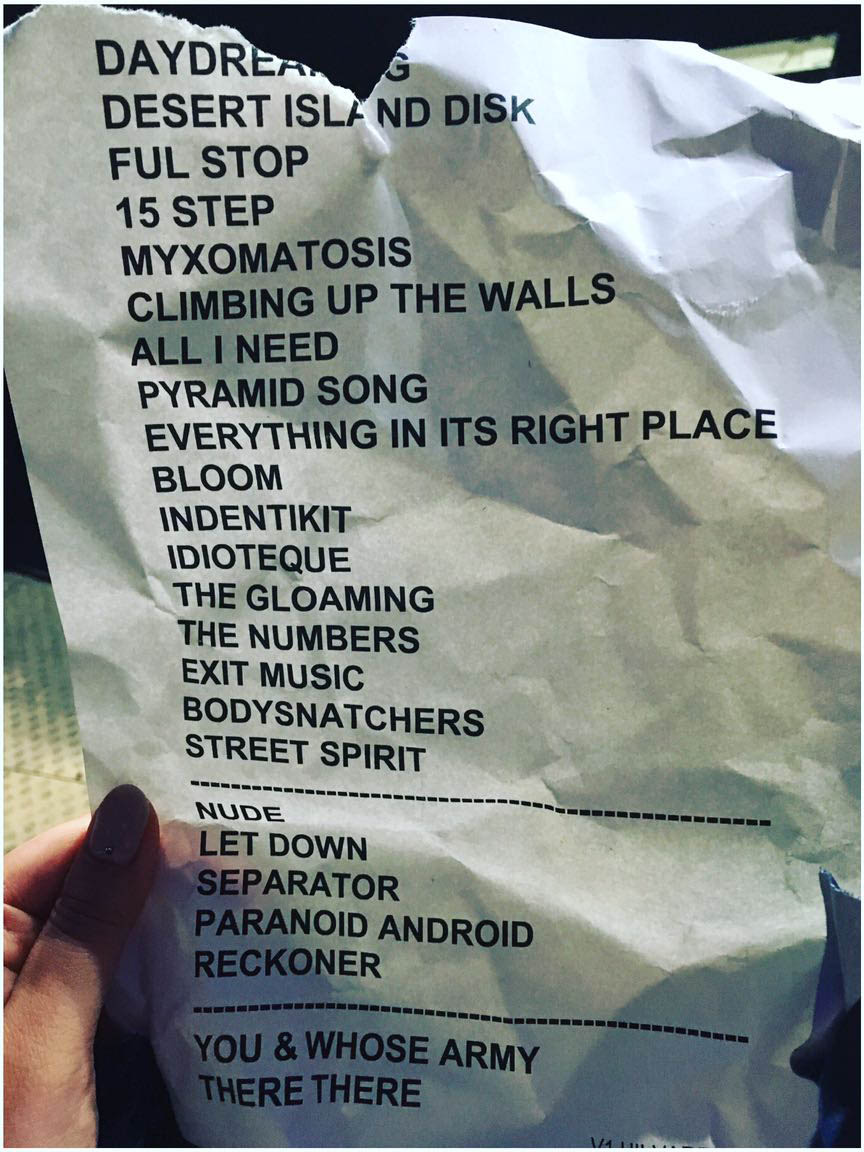 DESERT ISLAND DISK
FUL STOP
15 STEP
MYXOMATOSIS
CLIMBING UP THE WALLS
ALL I NEED
PYRAMID SONG
EVERYTHING IN ITS RIGHT PLACE
BLOOM
INDENTIKIT
IDIOTEQUE
THE GLOAMING
THE NUMBERS
EXIT MUSIC
BODYSNATCHERS
STREET SPIRIT
NUDE
LET DOWN
SEPARATOR
PARANOID ANDROID
RECKONER
YOU & WHOSE ARMY
THERE THERE